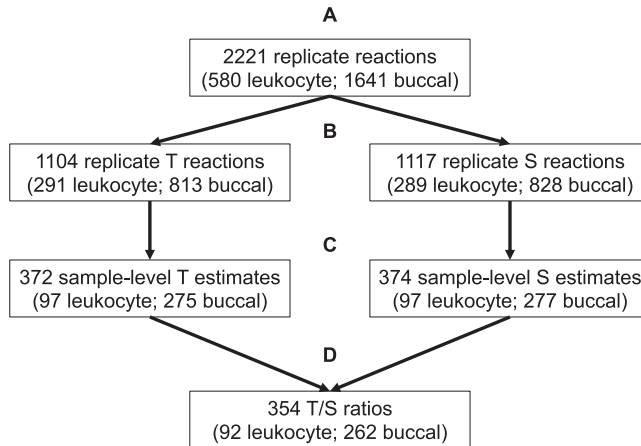 A
2221 replicate reactions
(580 leukocyte; 1641 buccal)
B
1104 replicate T reactions
(291 leukocyte; 813 buccal)
1117 replicate S reactions
(289 leukocyte; 828 buccal)
C
372 sample-level T estimates
(97 leukocyte; 275 buccal)
374 sample-level S estimates
(97 leukocyte; 277 buccal)
D
354 T/S ratios
(92 leukocyte; 262 buccal)